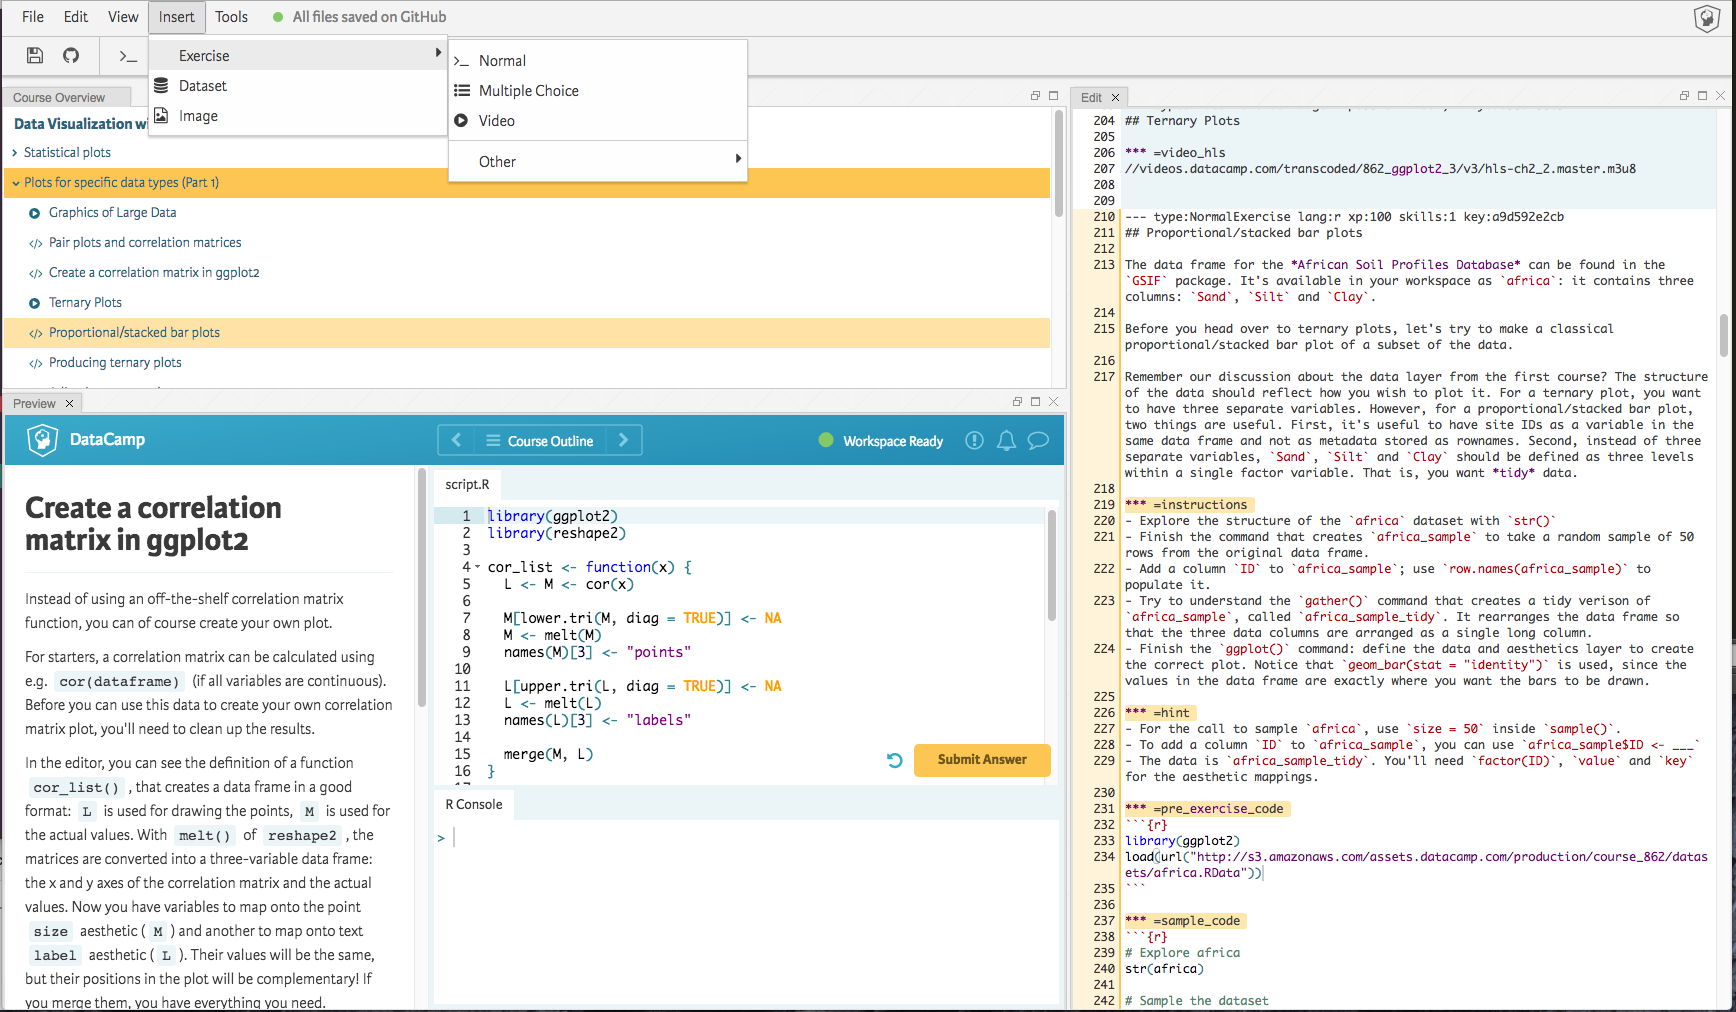 File Edit View Insert Tools All files saved on GitHub
Exercise
Dataset
Image
Normal
Multiple Choice
Video
Other
Course Overview
Data Visualization wi
Statistical plots
Plots for specific data types (Part 1)
Graphics of Large Data
Pair plots and correlation matrices
Create a correlation matrix in ggplot2
Ternary Plots
Proportional/stacked bar plots
Producing ternary plots
Preview
DataCamp
Course Outline
Workspace Ready
Create a correlation
matrix in ggplot2
Instead of using an off-the-shelf correlation matrix
function, you can of course create your own plot.
For starters, a correlation matrix can be calculated using
e.g. cor(dataframe) (if all variables are continuous).
Before you can use this data to create your own correlation
matrix plot, you'll need to clean up the results.
In the editor, you can see the definition of a function
cor_list() , that creates a data frame in a good
format: L is used for drawing the points, M is used for
the actual values. With melt() of reshape2 , the
matrices are converted into a three-variable data frame:
the x and y axes of the correlation matrix and the actual
values. Now you have variables to map onto the point
size aesthetic ( M ) and another to map onto text
label aesthetic ( L ). Their values will be the same,
but their positions in the plot will be complementary! If
you merge them, you have everything you need.
script.R
1 library(ggplot2)
2 library(reshape2)
3
4 cor_list <- function(x) {
5 L <- M <- cor(x)
6
7 M[lower.tri(M, diag = TRUE)] <- NA
8 M <- melt(M)
9 names(M)[3] <- "points"
10
11 L[upper.tri(L, diag = TRUE)] <- NA
12 L <- melt(L)
13 names(L)[3] <- "labels"
14
15 merge(M, L)
16 }
17
Submit Answer
R Console
>
Edit
204 ## Ternary Plots
205
206 *** =video_hls
207 //videos.datacamp.com/transcoded/862_ggplot2_3/v3/hls-ch2_2.master.m3u8
208
209
210 --- type:NormalExercise lang:r xp:100 skills:1 key:a9d592e2cb
211 ## Proportional/stacked bar plots
212
213 The data frame for the *African Soil Profiles Database* can be found in the
`GSIF` package. It's available in your workspace as `africa`: it contains three
columns: `Sand`, `Silt` and `Clay`.
214
215 Before you head over to ternary plots, let's try to make a classical
proportional/stacked bar plot of a subset of the data.
216
217 Remember our discussion about the data layer from the first course? The structure
of the data should reflect how you wish to plot it. For a ternary plot, you want
to have three separate variables. However, for a proportional/stacked bar plot,
two things are useful. First, it's useful to have site IDs as a variable in the
same data frame and not as metadata stored as rownames. Second, instead of three
separate variables, `Sand`, `Silt` and `Clay` should be defined as three levels
within a single factor variable. That is, you want *tidy* data.
218
219 *** =instructions
220 - Explore the structure of the `africa` dataset with `str()`
221 - Finish the command that creates `africa_sample` to take a random sample of 50
rows from the original data frame.
222 - Add a column `ID` to `africa_sample`; use `row.names(africa_sample)` to
populate it.
223 - Try to understand the `gather()` command that creates a tidy verison of
`africa_sample`, called `africa_sample_tidy`. It rearranges the data frame so
that the three data columns are arranged as a single long column.
224 - Finish the `ggplot()` command: define the data and aesthetics layer to create
the correct plot. Notice that `geom_bar(stat = "identity")` is used, since the
values in the data frame are exactly where you want the bars to be drawn.
225
226 *** =hint
227 - For the call to sample `africa`, use `size = 50` inside `sample()`.
228 - To add a column `ID` to `africa_sample`, you can use `africa_sample$ID <- ___`
229 - The data is `africa_sample_tidy`. You'll need `factor(ID)`, `value` and `key`
for the aesthetic mappings.
230
231 *** =pre_exercise_code
232 ```{r}
233 library(ggplot2)
234 load(url("http://s3.amazonaws.com/assets.datacamp.com/production/course_862/datas
ets/africa.RData"))
235 ```
236
237 *** =sample_code
238 ```{r}
239 # Explore africa
240 str(africa)
241
242 # Sample the dataset